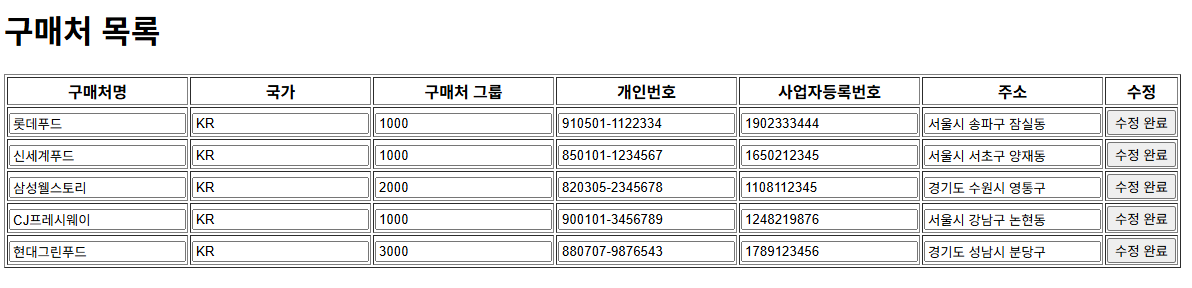 구매처 목록
구매처명 국가 구매처 그룹 개인번호 사업자등록번호 주소 수정
롯데푸드 KR 1000 910501-1122334 1902333444 서울시 송파구 잠실동 수정 완료
신세계푸드 KR 1000 850101-1234567 1650212345 서울시 서초구 양재동 수정 완료
삼성웰스토리 KR 2000 820305-2345678 1108112345 경기도 수원시 영통구 수정 완료
CJ프레시웨이 KR 1000 900101-3456789 1248219876 서울시 강남구 논현동 수정 완료
현대그린푸드 KR 3000 880707-9876543 1789123456 경기도 성남시 분당구 수정 완료